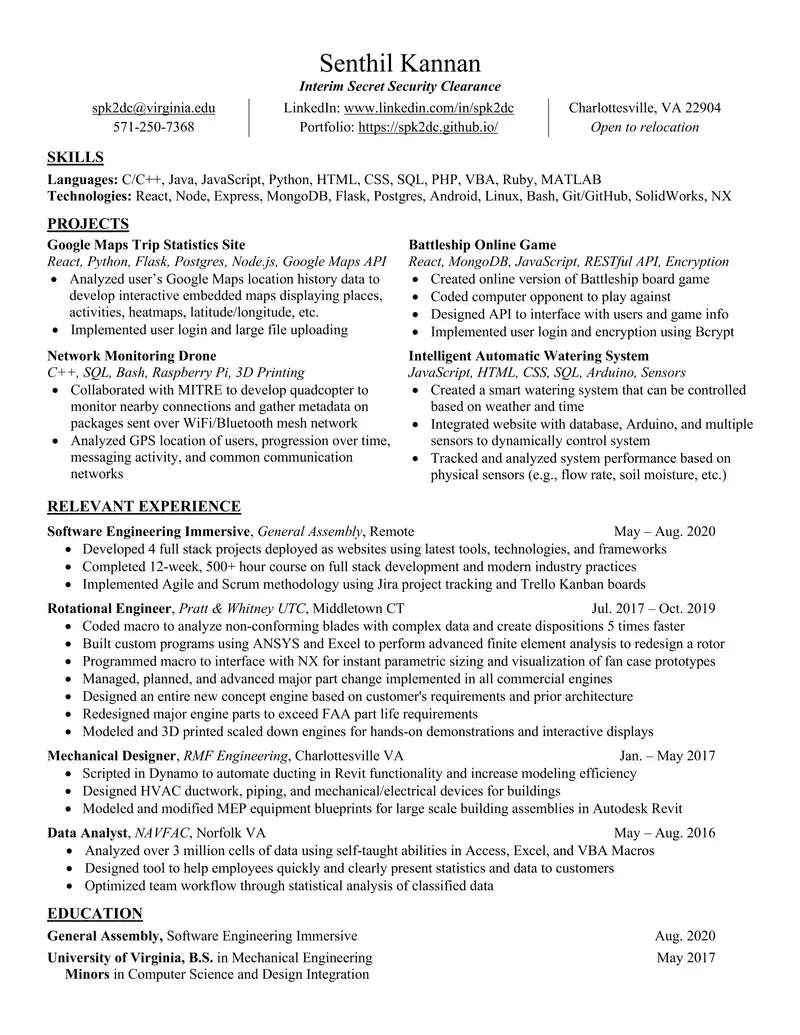 Senthil Kannan
Interim Secret Security Clearance
spk2dc@virginia.edu
571-250-7368
LinkedIn: www.linkedin.com/in/spk2dc
Portfolio: https://spk2dc.github.io/
Charlottesville, VA 22904
Open to relocation
SKILLS
Languages: C/C++, Java, JavaScript, Python, HTML, CSS, SQL, PHP, VBA, Ruby, MATLAB
Technologies: React, Node, Express, MongoDB, Flask, Postgres, Android, Linux, Bash, Git/GitHub, SolidWorks, NX
PROJECTS
Google Maps Trip Statistics Site
React, Python, Flask, Postgres, Node.js, Google Maps API
• Analyzed user’s Google Maps location history data to
develop interactive embedded maps displaying places,
activities, heatmaps, latitude/longitude, etc.
• Implemented user login and large file uploading
Network Monitoring Drone
C++, SQL, Bash, Raspberry Pi, 3D Printing
• Collaborated with MITRE to develop quadcopter to
monitor nearby connections and gather metadata on
packages sent over WiFi/Bluetooth mesh network
• Analyzed GPS location of users, progression over time,
messaging activity, and common communication
networks
Battleship Online Game
React, MongoDB, JavaScript, RESTful API, Encryption
• Created online version of Battleship board game
• Coded computer opponent to play against
• Designed API to interface with users and game info
• Implemented user login and encryption using Bcrypt
Intelligent Automatic Watering System
JavaScript, HTML, CSS, SQL, Arduino, Sensors
• Created a smart watering system that can be controlled
based on weather and time
• Integrated website with database, Arduino, and multiple
sensors to dynamically control system
• Tracked and analyzed system performance based on
physical sensors (e.g., flow rate, soil moisture, etc.)
RELEVANT EXPERIENCE
Software Engineering Immersive, General Assembly, Remote May – Aug. 2020
• Developed 4 full stack projects deployed as websites using latest tools, technologies, and frameworks
• Completed 12-week, 500+ hour course on full stack development and modern industry practices
• Implemented Agile and Scrum methodology using Jira project tracking and Trello Kanban boards
Rotational Engineer, Pratt & Whitney UTC, Middletown CT Jul. 2017 – Oct. 2019
• Coded macro to analyze non-conforming blades with complex data and create dispositions 5 times faster
• Built custom programs using ANSYS and Excel to perform advanced finite element analysis to redesign a rotor
• Programmed macro to interface with NX for instant parametric sizing and visualization of fan case prototypes
• Managed, planned, and advanced major part change implemented in all commercial engines
• Designed an entire new concept engine based on customer's requirements and prior architecture
• Redesigned major engine parts to exceed FAA part life requirements
• Modeled and 3D printed scaled down engines for hands-on demonstrations and interactive displays
Mechanical Designer, RMF Engineering, Charlottesville VA Jan. – May 2017
• Scripted in Dynamo to automate ducting in Revit functionality and increase modeling efficiency
• Designed HVAC ductwork, piping, and mechanical/electrical devices for buildings
• Modeled and modified MEP equipment blueprints for large scale building assemblies in Autodesk Revit
Data Analyst, NAVFAC, Norfolk VA May – Aug. 2016
• Analyzed over 3 million cells of data using self-taught abilities in Access, Excel, and VBA Macros
• Designed tool to help employees quickly and clearly present statistics and data to customers
• Optimized team workflow through statistical analysis of classified data
EDUCATION
General Assembly, Software Engineering Immersive Aug. 2020
University of Virginia, B.S. in Mechanical Engineering May 2017
Minors in Computer Science and Design Integration